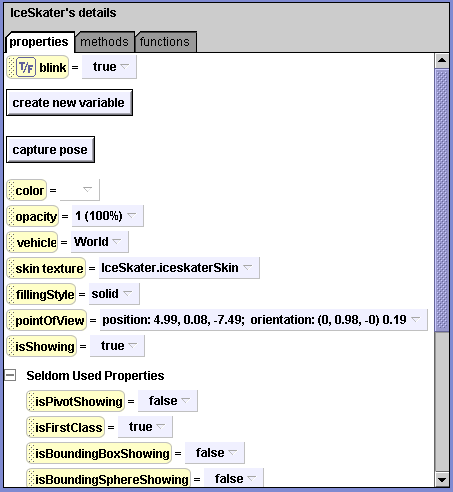 IceSkater's details
properties methods functions
T/F blink = true
create new variable
capture pose
color =
opacity = 1 (100%)
vehicle = World
skin texture = IceSkater.iceskaterSkin
fillingStyle = solid
pointOfView = position: 4.99, 0.08, -7.49; orientation: (0, 0.98, -0) 0.19
isShowing = true
Seldom Used Properties
isPivotShowing = false
isFirstClass = true
isBoundingBoxShowing = false
isBoundingSphereShowing = false